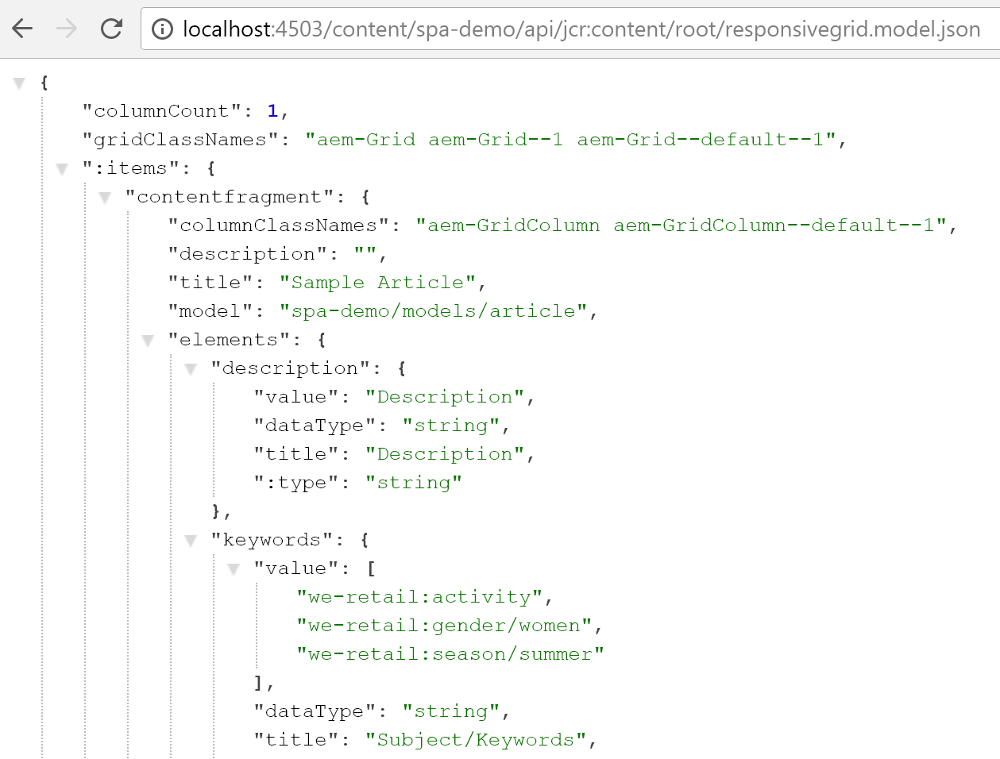 localhost:4503/content/spa-demo/api/jcr:content/root/responsivegrid.model.json
{
"columnCount": 1,
"gridClassNames": "aem-Grid aem-Grid--1 aem-Grid--default--1",
":items": {
"contentfragment": {
"columnClassNames": "aem-GridColumn aem-GridColumn--default--1",
"description": "",
"title": "Sample Article",
"model": "spa-demo/models/article",
"elements": {
"description": {
"value": "Description",
"dataType": "string",
"title": "Description",
":type": "string"
},
"keywords": {
"value": [
"we-retail:activity",
"we-retail:gender/women",
"we-retail:season/summer"
],
"dataType": "string",
"title": "Subject/Keywords",